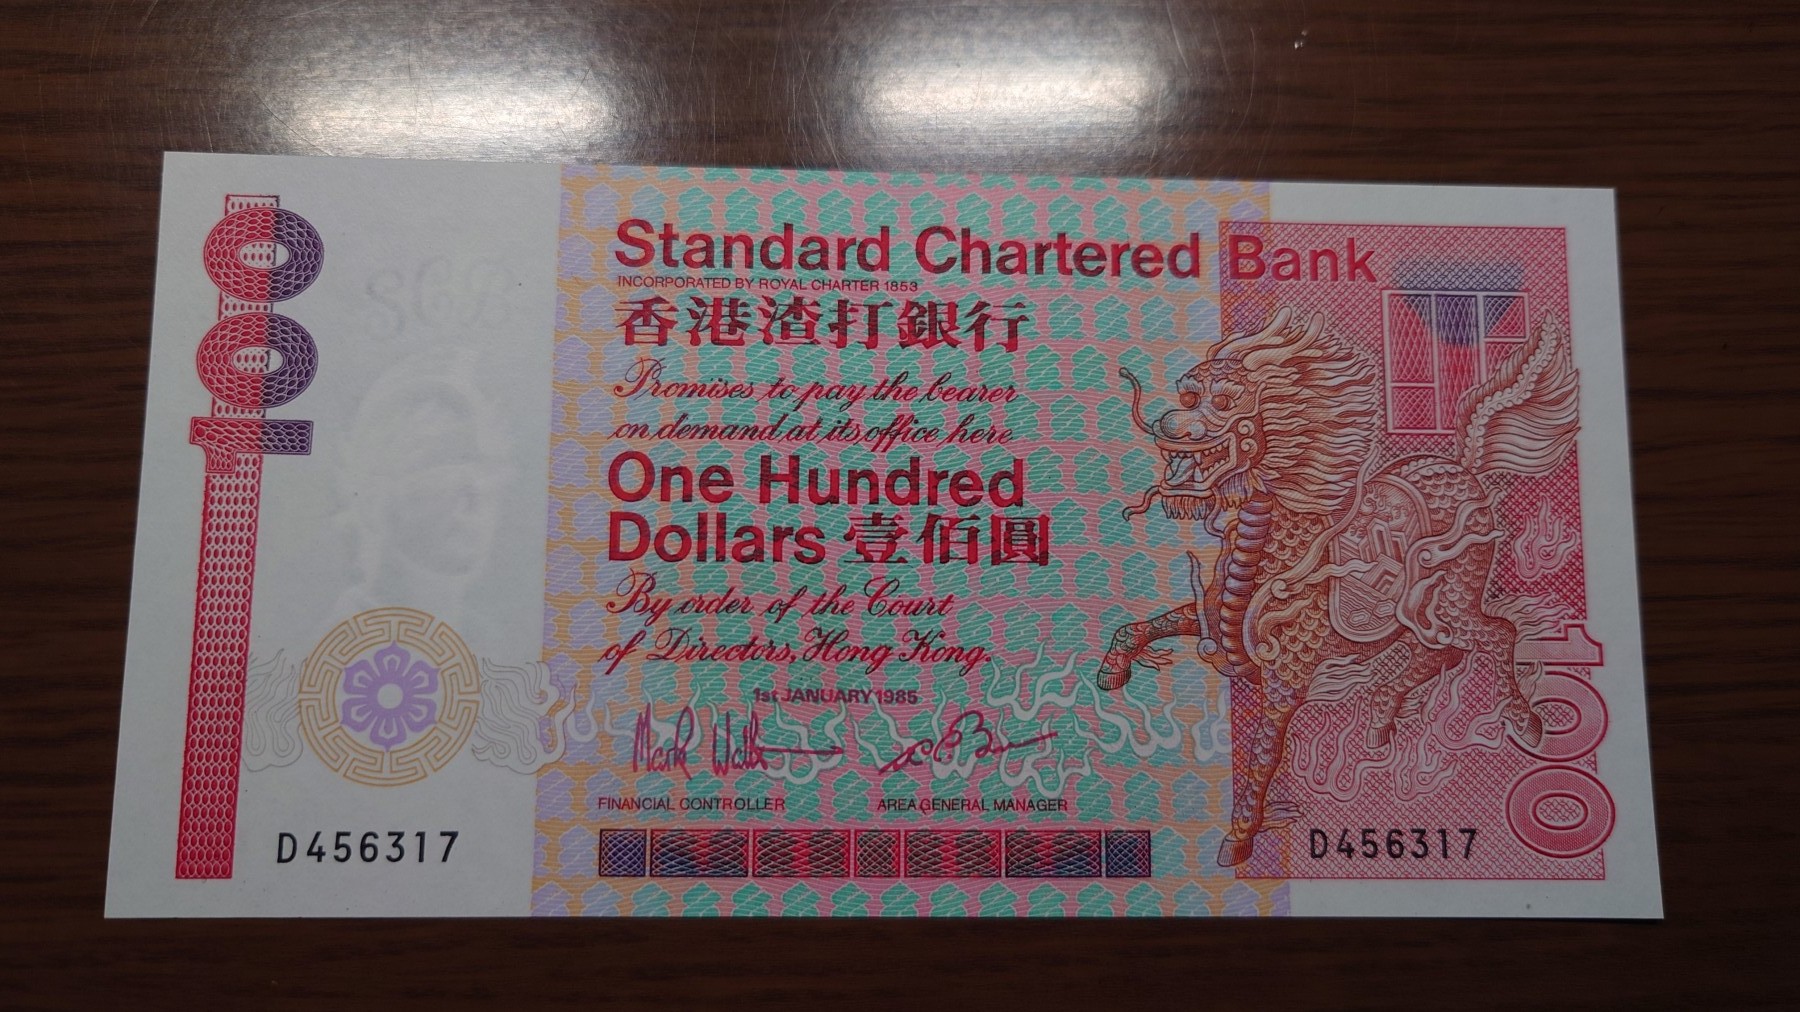 100
Standard Chartered Bank
INCORPORATED BY ROYAL CHARTER 1853
香港渣打銀行
Promises to pay the bearer
on demand at its office here
One Hundred
Dollars 壹佰圓
By order of the Court
of Directors, Hong Kong.
1st JANUARY 1985
FINANCIAL CONTROLLER
AREA GENERAL MANAGER
D456317
D456317
100